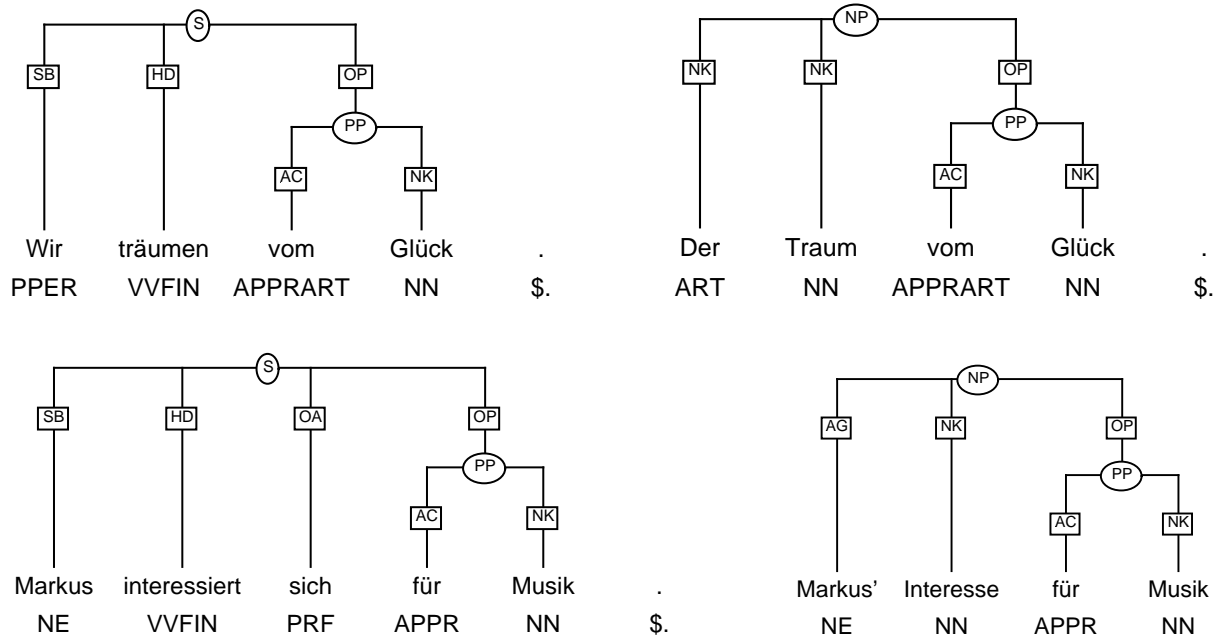 S
SB HD OP
PP
AC NK
Wir träumen vom Glück .
PPER VVFIN APPRART NN $.
NP
NK NK OP
PP
AC NK
Der Traum vom Glück .
ART NN APPRART NN $.
S
SB HD OA OP
PP
AC NK
Markus interessiert sich für Musik .
NE VVFIN PRF APPR NN $.
NP
AG NK OP
PP
AC NK
Markus’ Interesse für Musik
NE NN APPR NN